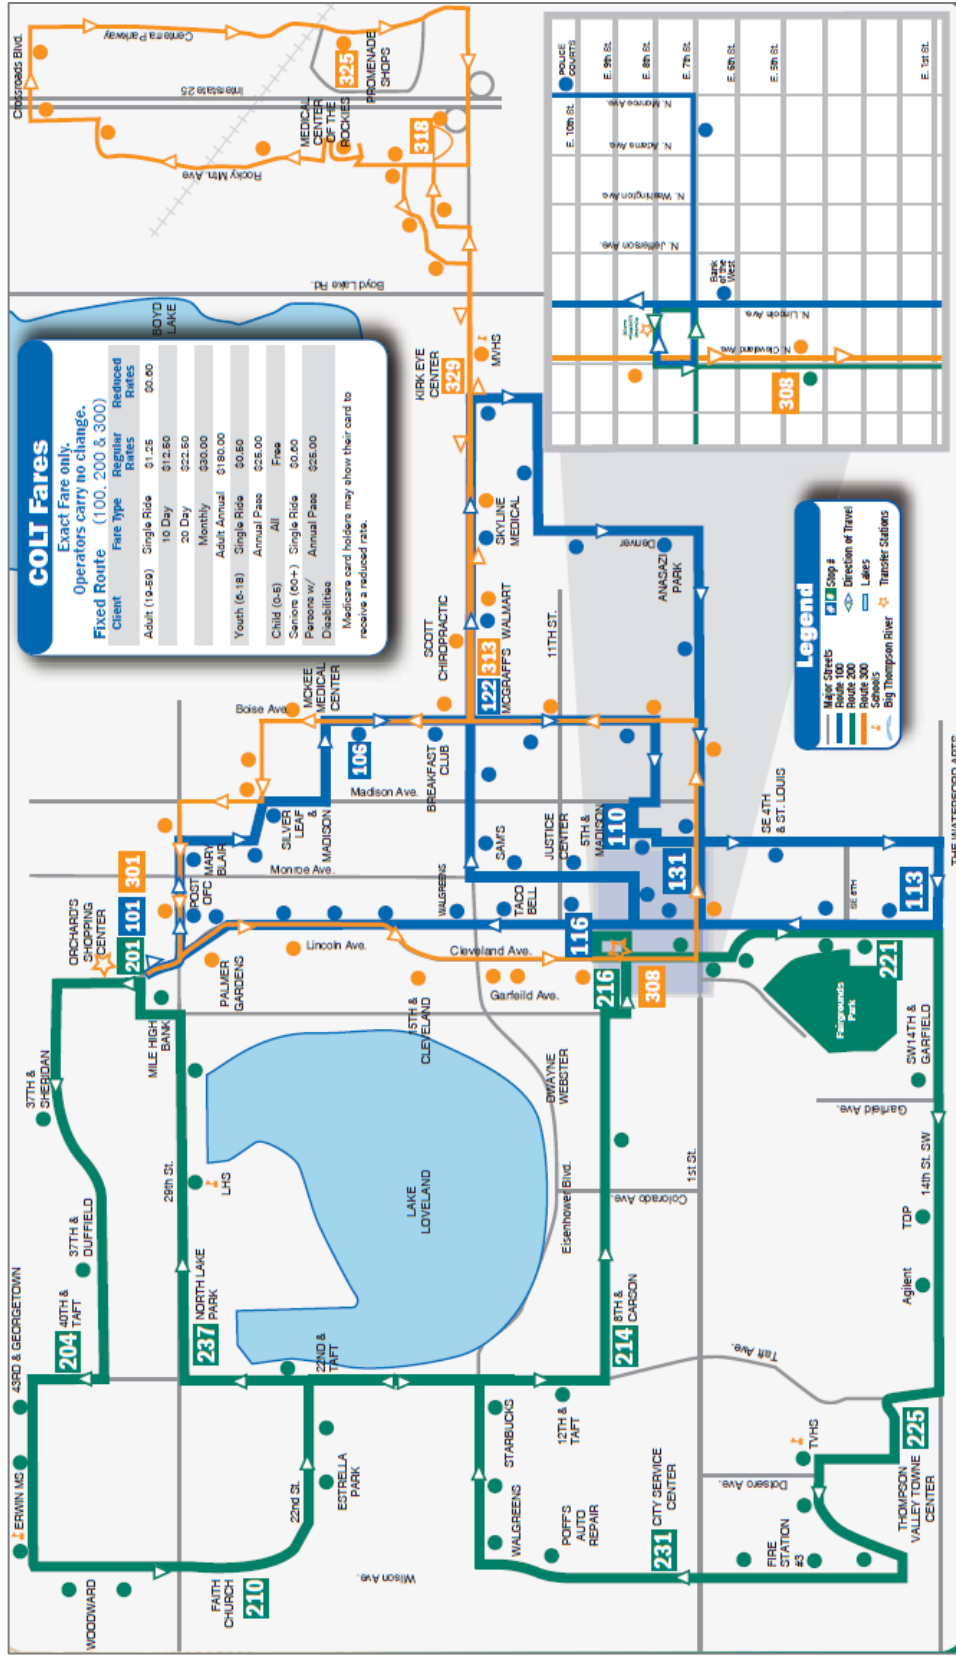 COLT Fares
Exact Fare only.
Operators carry no change.
Fixed Route (100, 200 & 300)
Client Fare Type Regular Rates Reduced Rates
Adult (19-59) Single Ride $1.25 $0.60
10 Day $12.50
20 Day $22.50
Monthly $30.00
Adult Annual $180.00
Youth (6-18) Single Ride $0.50
Annual Pass $25.00
Child (0-5) All Free
Seniors (60+) Single Ride $0.60
Persons w/ Disabilities Annual Pass $25.00
Medicare card holders may show their card to
receive a reduced rate.
BOYD
LAKE
Crossroads Blvd.
Centerra Parkway
Interstate 25
325
PROMENADE
SHOPS
MEDICAL
CENTER
OF THE
ROCKIES
318
Rocky Mtn. Ave
Boyd Lake Rd.
KIRK EYE
CENTER
329
MVHS
SKYLINE
MEDICAL
SCOTT
CHIROPRACTIC
122 313
MCGRAFF'S
WALMART
MCKEE
MEDICAL
CENTER
Boise Ave.
106
BREAKFAST
CLUB
Madison Ave.
SILVER
LEAF
&
MADISON
Monroe Ave.
MARY
BLAIR
POST
OFC
ORCHARD'S
SHOPPING
CENTER
201 101 301
PALMER
GARDENS
Lincoln Ave.
Cleveland Ave.
Garfeild Ave.
15TH &
CLEVELAND
WALGREENS
SAM'S
TACO
BELL
JUSTICE
CENTER
5TH &
MADISON
110
11TH ST.
Denver
ANASAZI
PARK
131
116
216
308
SE 4TH
& ST. LOUIS
SE 8TH
113
THE WATERFORD APTS
221
Fairgrounds
Park
SW14TH &
GARFIELD
Garfield Ave.
14th St. SW
TDP
Agilent
Taft Ave.
225
THOMPSON
VALLEY TOWNE
CENTER
TVHS
Dotsero Ave.
FIRE
STATION
#3
231
CITY SERVICE
CENTER
POFF'S
AUTO
REPAIR
WALGREENS
STARBUCKS
12TH &
TAFT
214
8TH &
CARSON
Colorado Ave.
1st St.
Eisenhower Blvd.
DWAYNE
WEBSTER
LAKE
LOVELAND
LHS
29th St.
MILE HIGH
BANK
37TH &
SHERIDAN
37TH &
DUFFIELD
204
40TH &
TAFT
237
NORTH LAKE
PARK
22ND &
TAFT
43RD & GEORGETOWN
ERWIN MS
WOODWARD
FAITH
CHURCH
210
22nd St.
ESTRELLA
PARK
Wilson Ave.
POLICE
COURTS
E. 10th St.
E. 9th St.
E. 8th St.
E. 7th St.
E. 6th St.
E. 5th St.
E. 1st St.
N. Monroe Ave.
N. Adams Ave.
N. Washington Ave.
N. Jefferson Ave.
Bank
of the
West
N. Lincoln Ave.
N. Cleveland Ave.
308
Legend
Major Streets
Route 100
Route 200
Route 300
Schools
Big Thompson River
# # # Stop #
Direction of Travel
Lakes
Transfer Stations